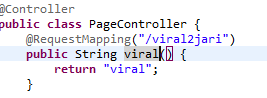 @Controller
public class PageController {
@RequestMapping("/viral2jari")
public String viral() {
return "viral";
}